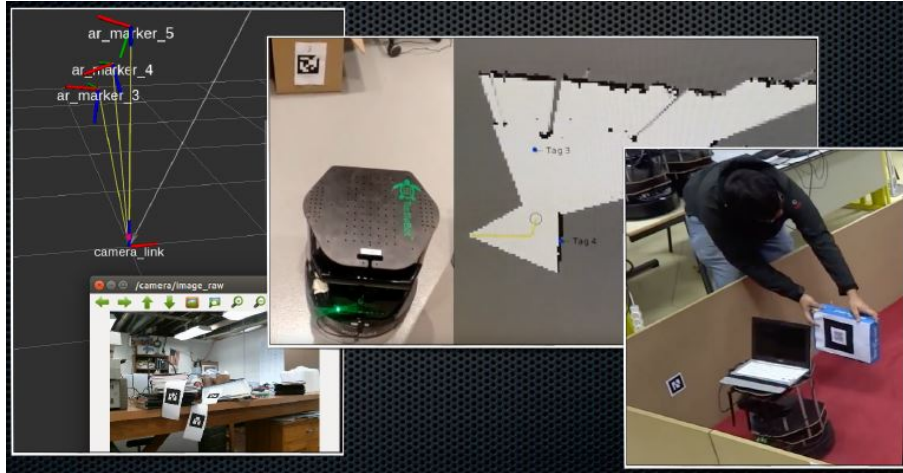 ar_marker_5
ar_marker_4
ar_marker_3
camera_link
/camera/image_raw
Tag 3
Tag 4